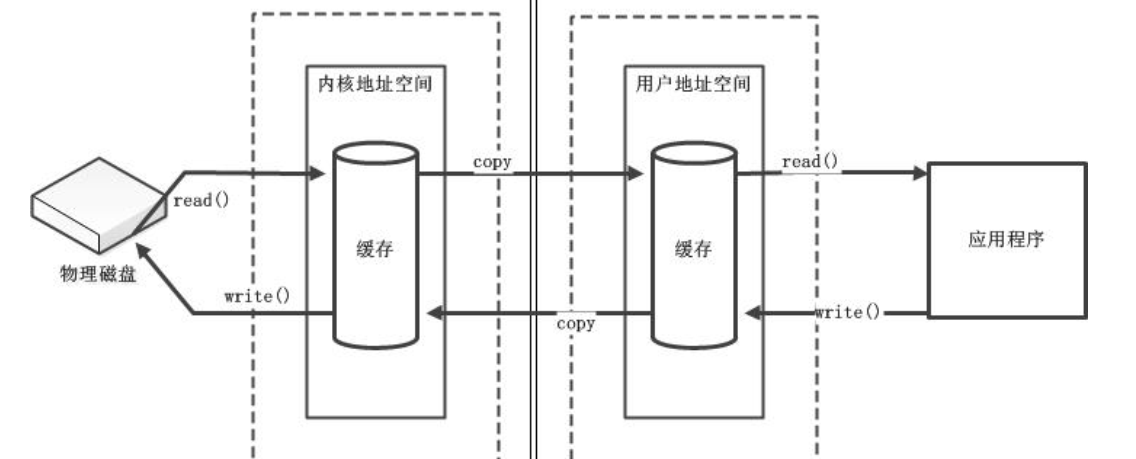 内核地址空间
用户地址空间
copy
read()
read()
缓存
缓存
应用程序
物理磁盘
write()
copy
write()